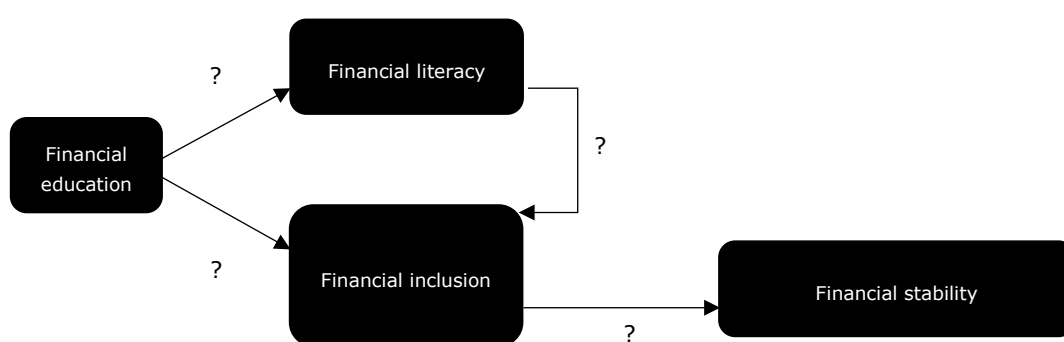 Financial literacy
?
?
Financial
education
?
Financial inclusion
Financial stability
?